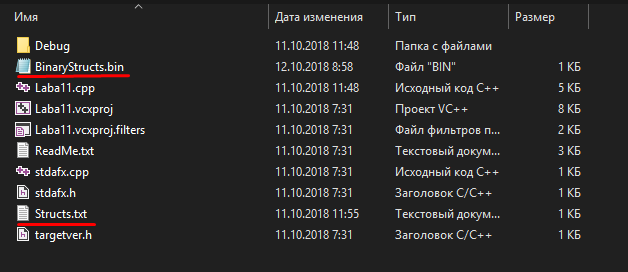 Имя Дата изменения Тип Размер
Debug 11.10.2018 11:48 Папка с файлами
BinaryStructs.bin 12.10.2018 8:58 Файл "BIN" 1 КБ
Laba11.cpp 11.10.2018 11:48 Исходный код C++ 5 КБ
Laba11.vcxproj 11.10.2018 7:31 Проект VC++ 8 КБ
Laba11.vcxproj.filters 11.10.2018 7:31 Файл фильтров п... 2 КБ
ReadMe.txt 11.10.2018 7:31 Текстовый докум... 3 КБ
stdafx.cpp 11.10.2018 7:31 Исходный код C++ 1 КБ
stdafx.h 11.10.2018 7:31 Заголовок C/C++ 1 КБ
Structs.txt 11.10.2018 11:55 Текстовый докум... 1 КБ
targetver.h 11.10.2018 7:31 Заголовок C/C++ 1 КБ